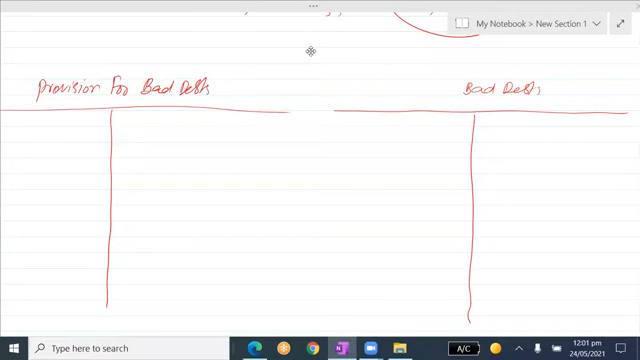 My Notebook > New Section 1
Provision For Bad Debts
Bad Debts
Type here to search
A/C
12:01 pm
24/05/2021